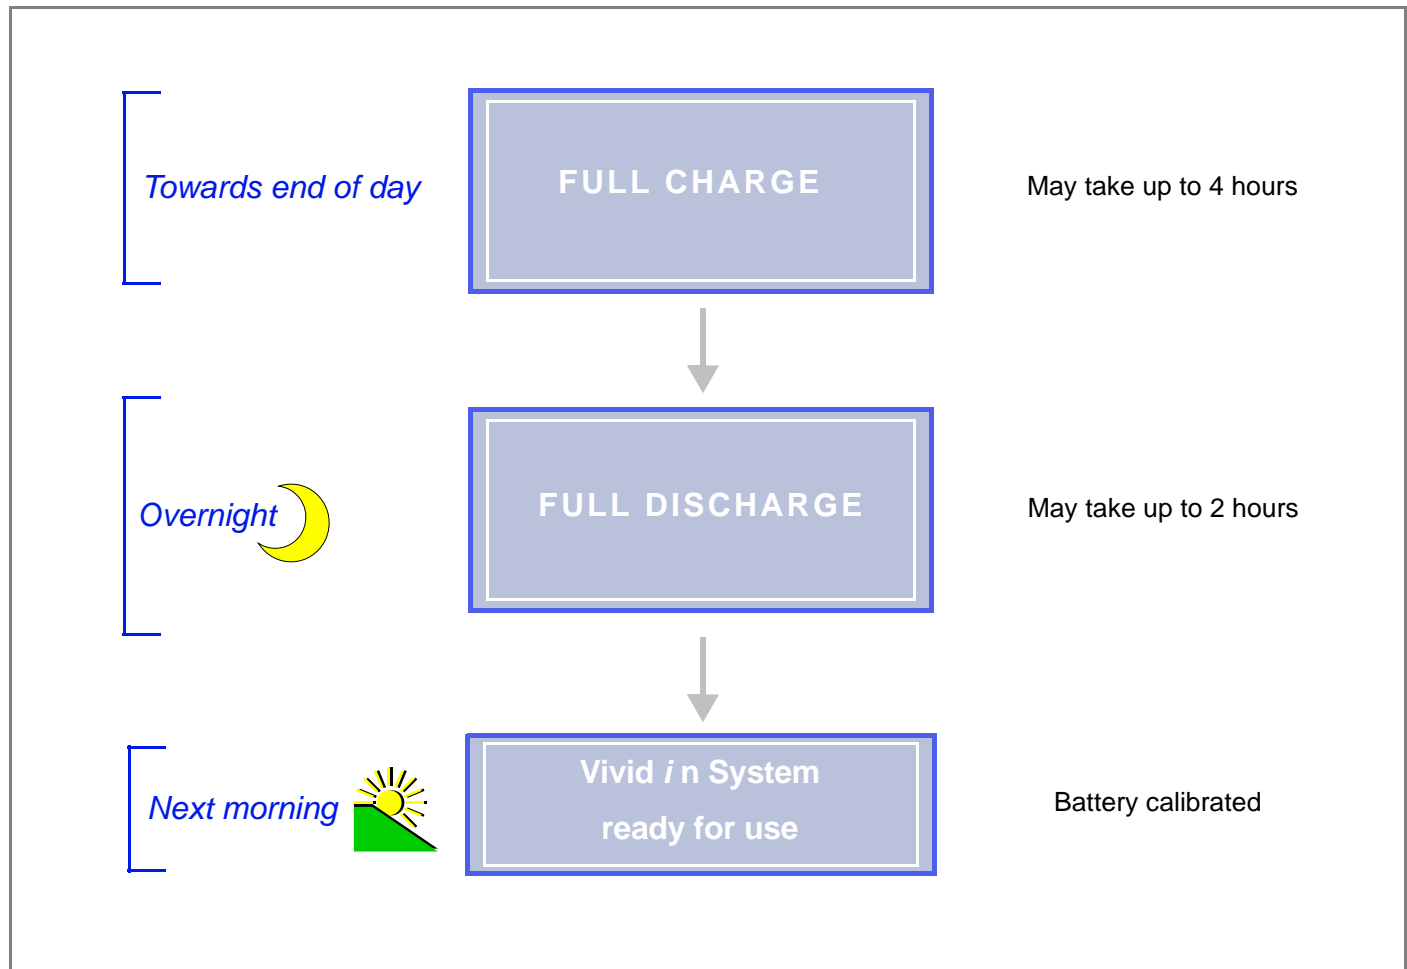 Towards end of day
FULL CHARGE
May take up to 4 hours
Overnight
FULL DISCHARGE
May take up to 2 hours
Next morning
Vivid i n System
ready for use
Battery calibrated